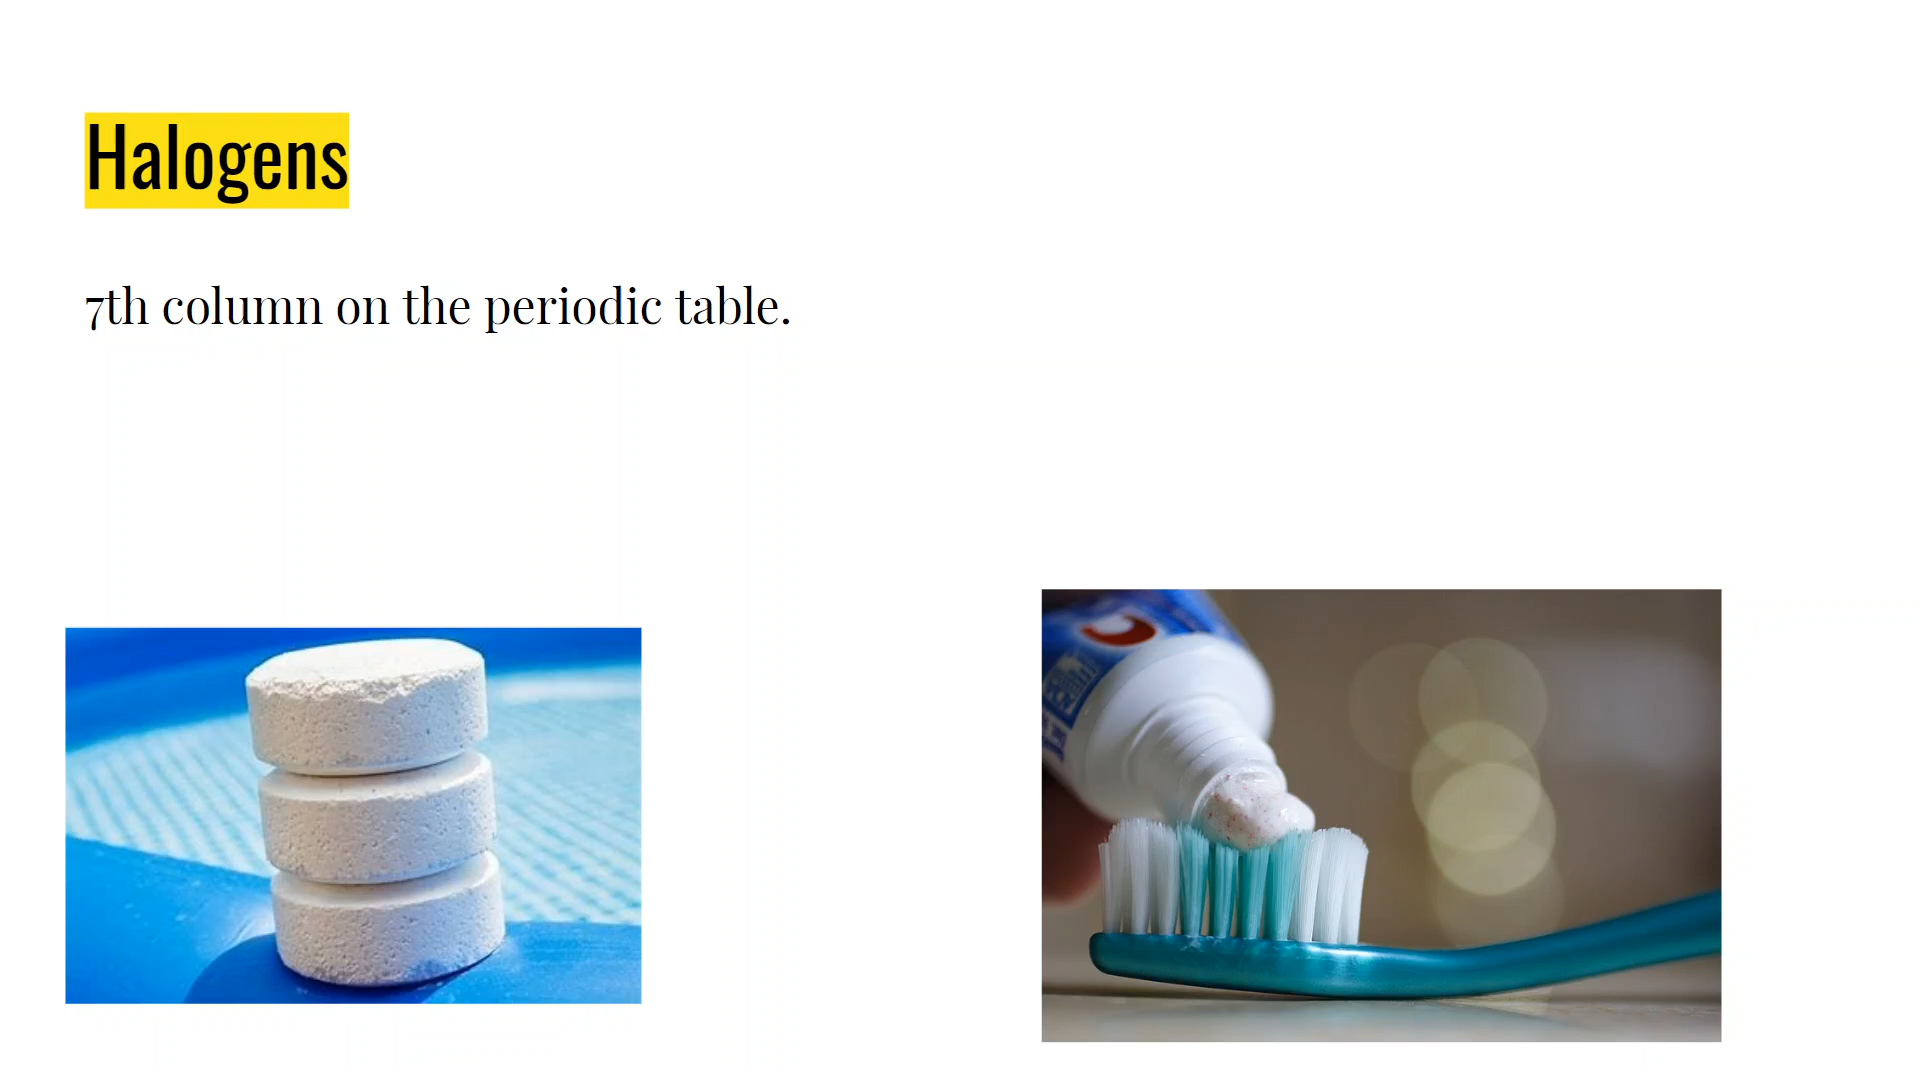 Halogens
7th column on the periodic table.